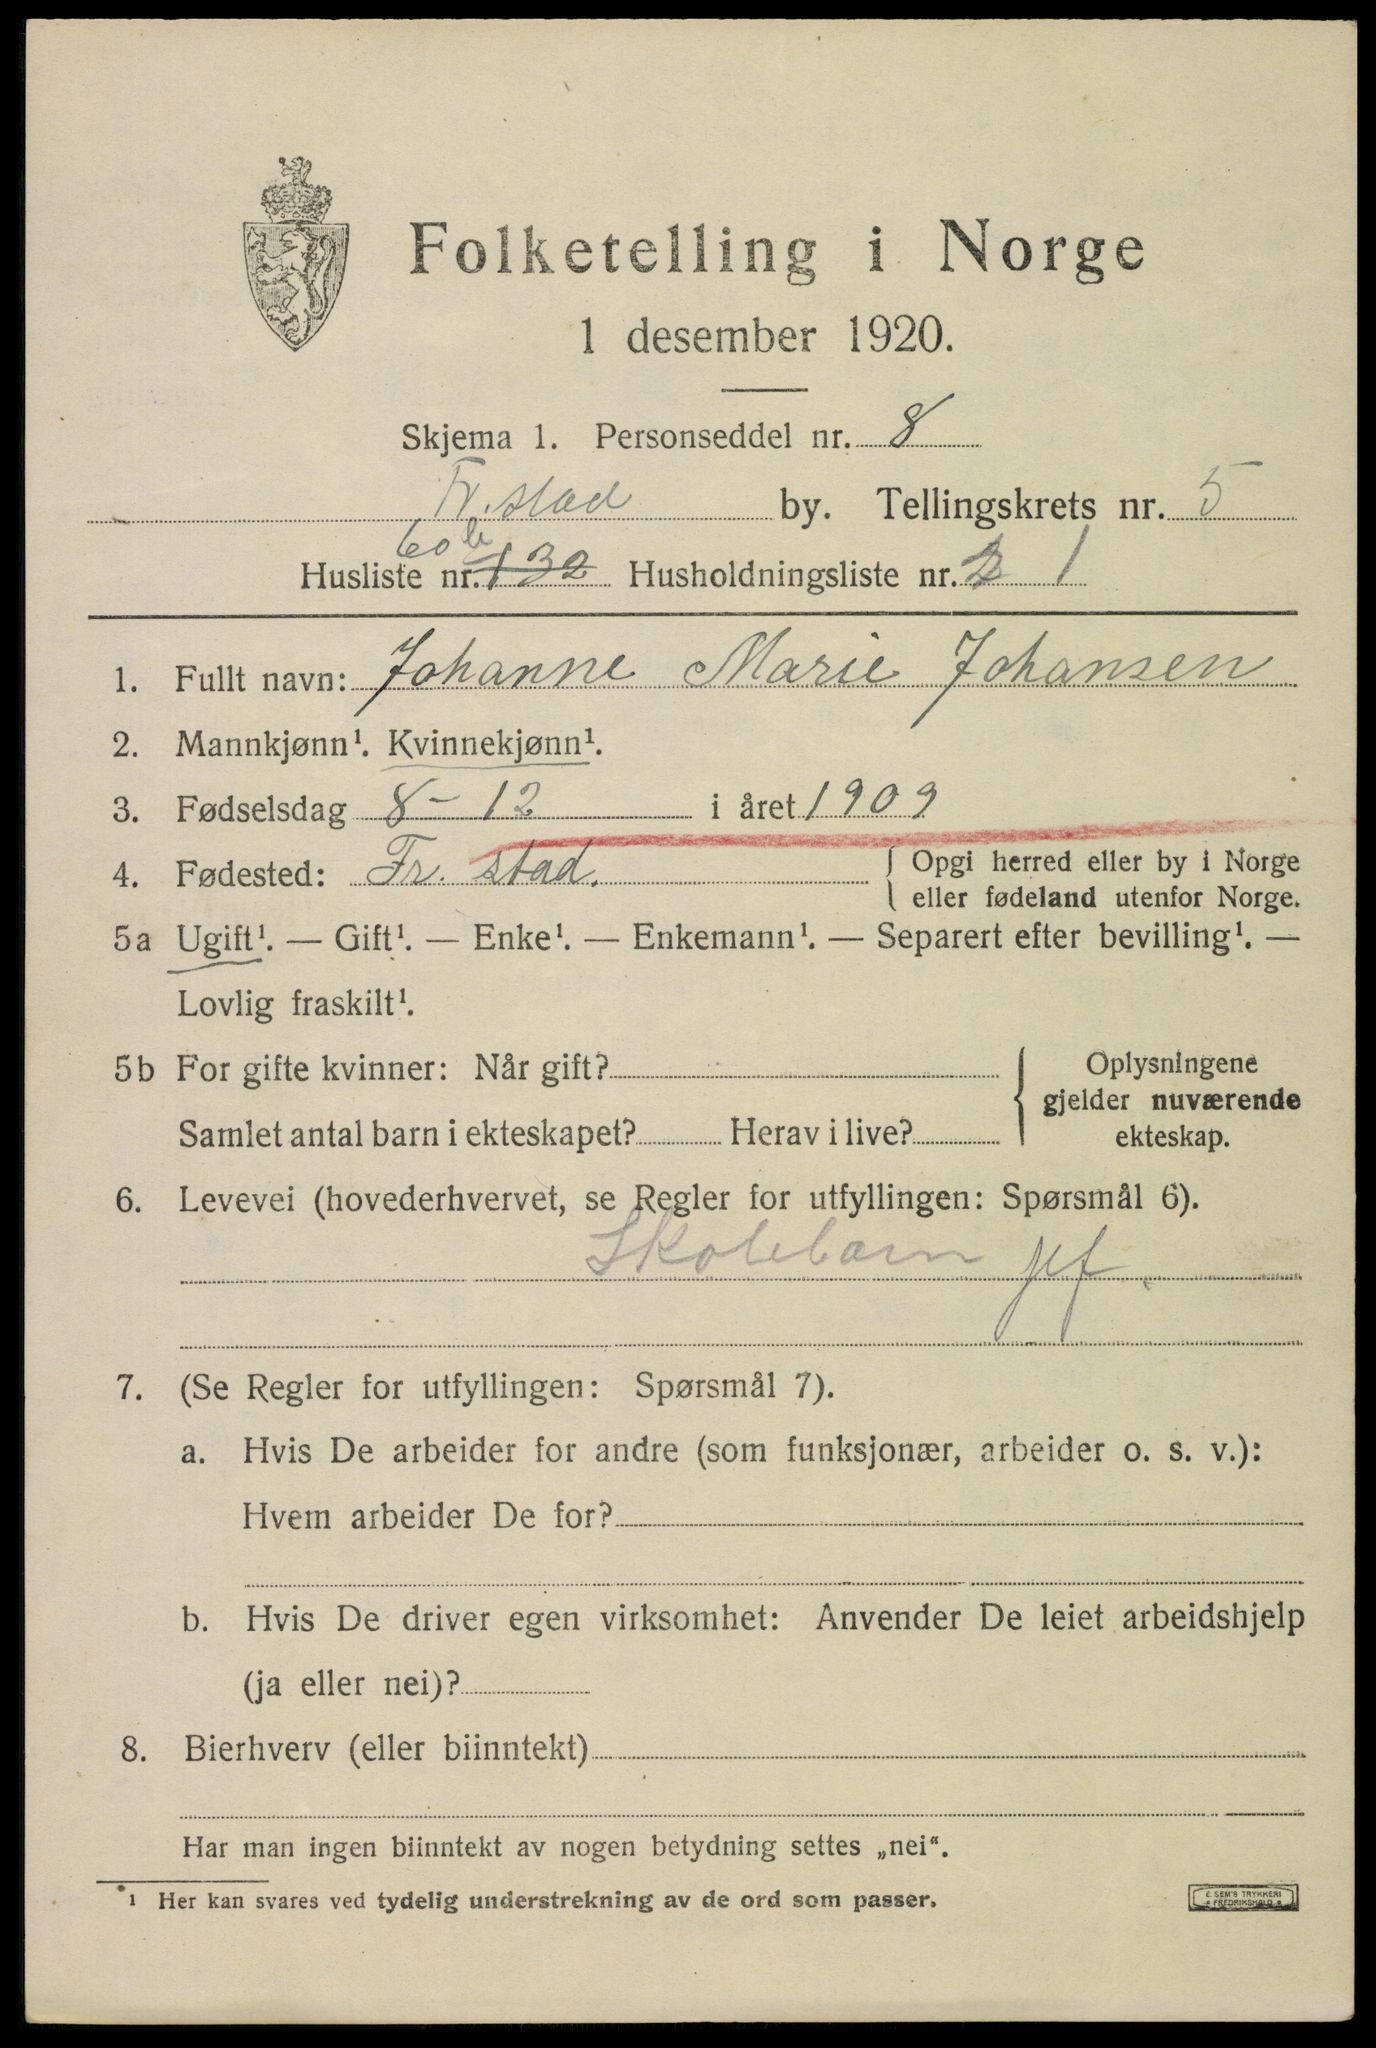 Folketelling i Norge
1 desember 1920.
Skjema 1. Personseddel nr. 8
Fr.stad by. Tellingskrets nr. 5
60 b
Husliste nr. 132 Husholdningsliste nr. 2 1
1. Fullt navn: Johanne Marie Johansen
2. Mannkjønn¹. Kvinnekjønn¹.
3. Fødselsdag 8-12 i året 1909
4. Fødested: Fr. stad. { Opgi herred eller by i Norge
eller fødeland utenfor Norge.
5a Ugift¹. — Gift¹. — Enke¹. — Enkemann¹. — Separert efter bevilling¹. —
Lovlig fraskilt¹.
5b For gifte kvinner: Når gift?
Samlet antal barn i ekteskapet? Herav i live?
{ Oplysningene
gjelder nuværende
ekteskap.
6. Levevei (hovederhvervet, se Regler for utfyllingen: Spørsmål 6).
Skolebarn
7. (Se Regler for utfyllingen: Spørsmål 7).
a. Hvis De arbeider for andre (som funksjonær, arbeider o. s. v.):
Hvem arbeider De for?
b. Hvis De driver egen virksomhet: Anvender De leiet arbeidshjelp
(ja eller nei)?
8. Bierhverv (eller biinntekt)
Har man ingen biinntekt av nogen betydning settes „nei“.
¹ Her kan svares ved tydelig understrekning av de ord som passer.
E. SEM'S TRYKKERI
FREDRIKSHALD